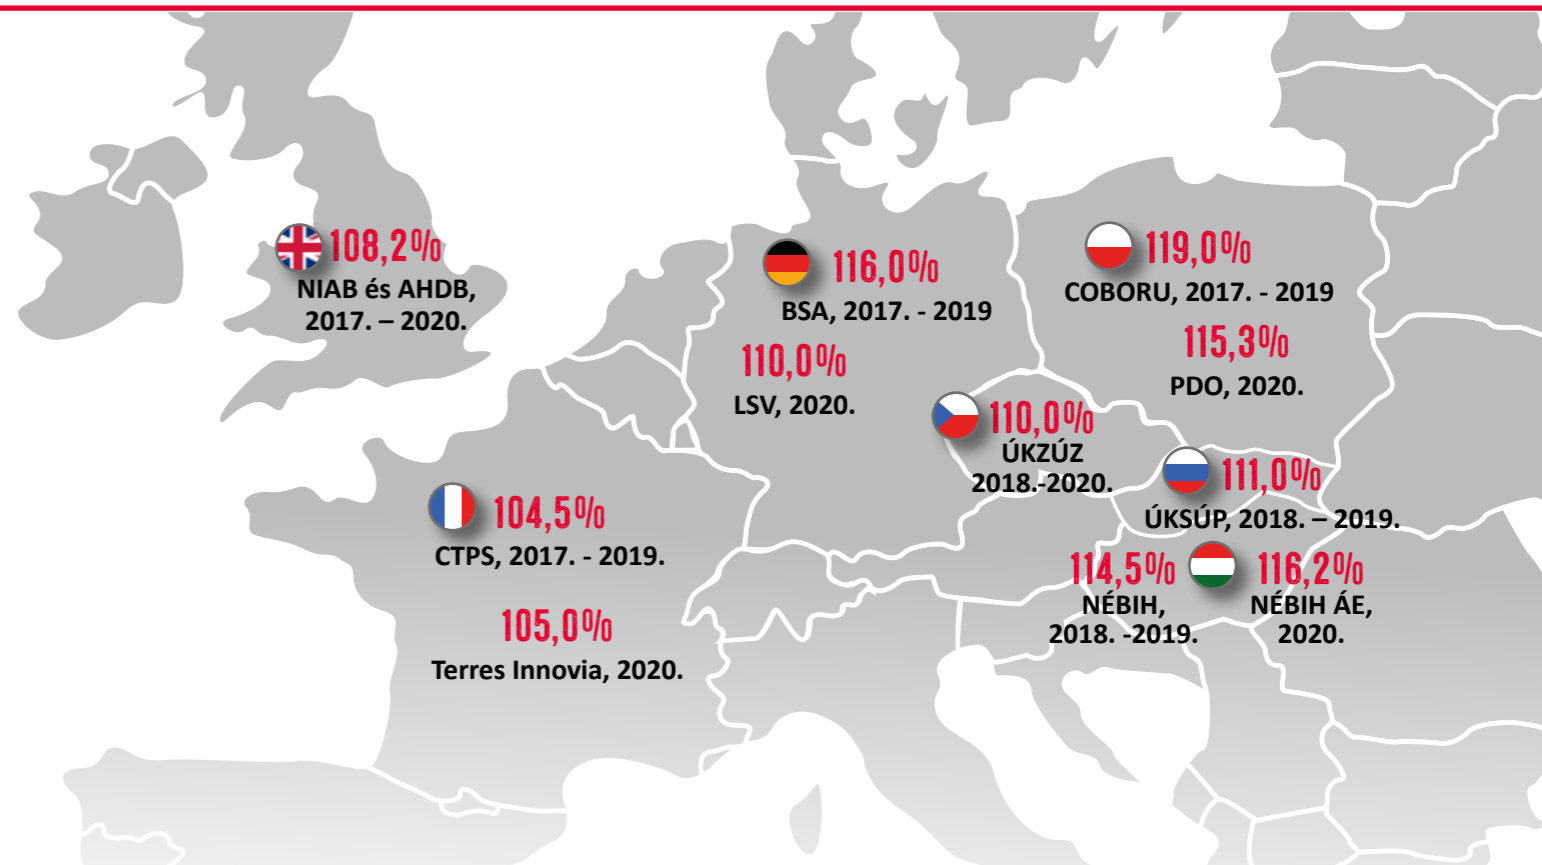 108,2%
NIAB és AHDB,
2017. – 2020.
116,0%
BSA, 2017. - 2019
110,0%
LSV, 2020.
119,0%
COBORU, 2017. - 2019
115,3%
PDO, 2020.
110,0%
ÚKZÚZ
2018.-2020.
111,0%
ÚKSÚP, 2018. – 2019.
104,5%
CTPS, 2017. - 2019.
105,0%
Terres Innovia, 2020.
114,5%
NÉBIH,
2018. -2019.
116,2%
NÉBIH ÁE,
2020.